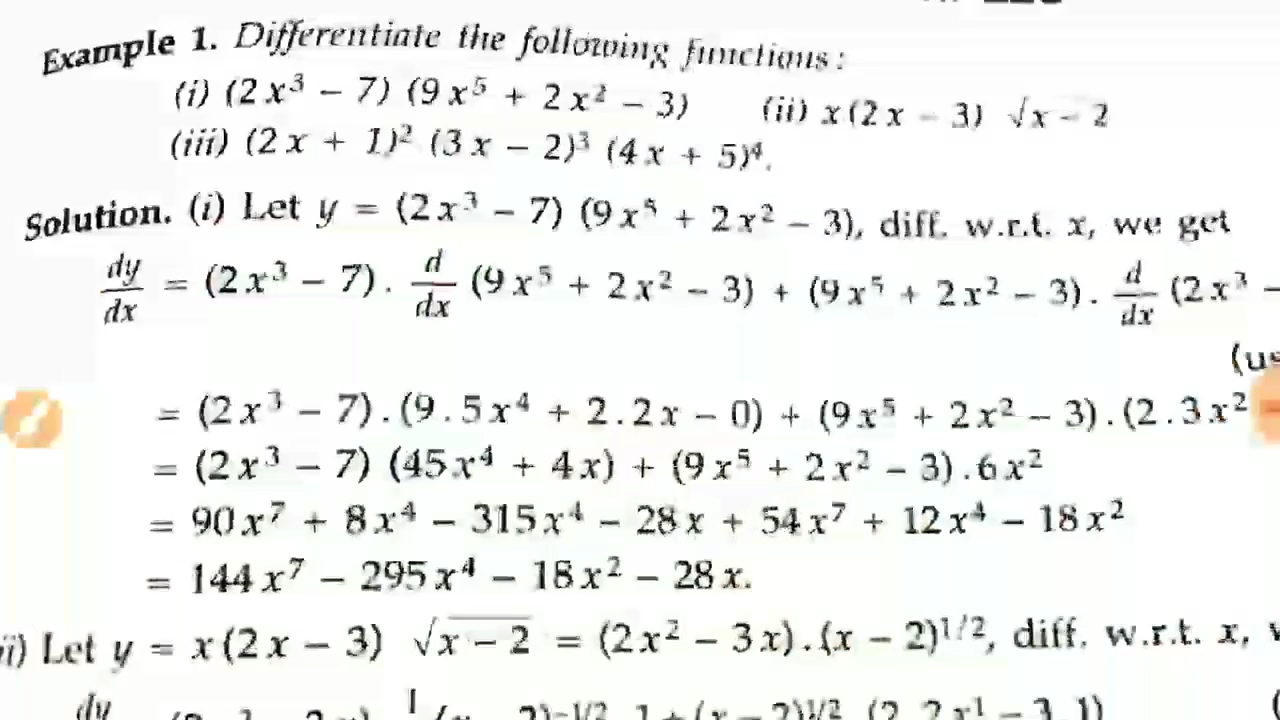 Example 1. Differentiate the following functions :
(i) (2x³ − 7) (9x⁵ + 2x² − 3) (ii) x(2x − 3) √x − 2
(iii) (2x + 1)² (3x − 2)³ (4x + 5)⁴.
Solution. (i) Let y = (2x³ − 7) (9x⁵ + 2x² − 3), diff. w.r.t. x, we get
dy/dx = (2x³ − 7) . d/dx (9x⁵ + 2x² − 3) + (9x⁵ + 2x² − 3) . d/dx (2x³ −
(us
= (2x³ − 7) . (9 . 5x⁴ + 2 . 2x − 0) + (9x⁵ + 2x² − 3) . (2 . 3x²
= (2x³ − 7) (45x⁴ + 4x) + (9x⁵ + 2x² − 3) . 6x²
= 90x⁷ + 8x⁴ − 315x⁴ − 28x + 54x⁷ + 12x⁴ − 18x²
= 144x⁷ − 295x⁴ − 18x² − 28x.
ii) Let y = x(2x − 3) √x − 2 = (2x² − 3x) . (x − 2)^1/2, diff. w.r.t. x,
dy